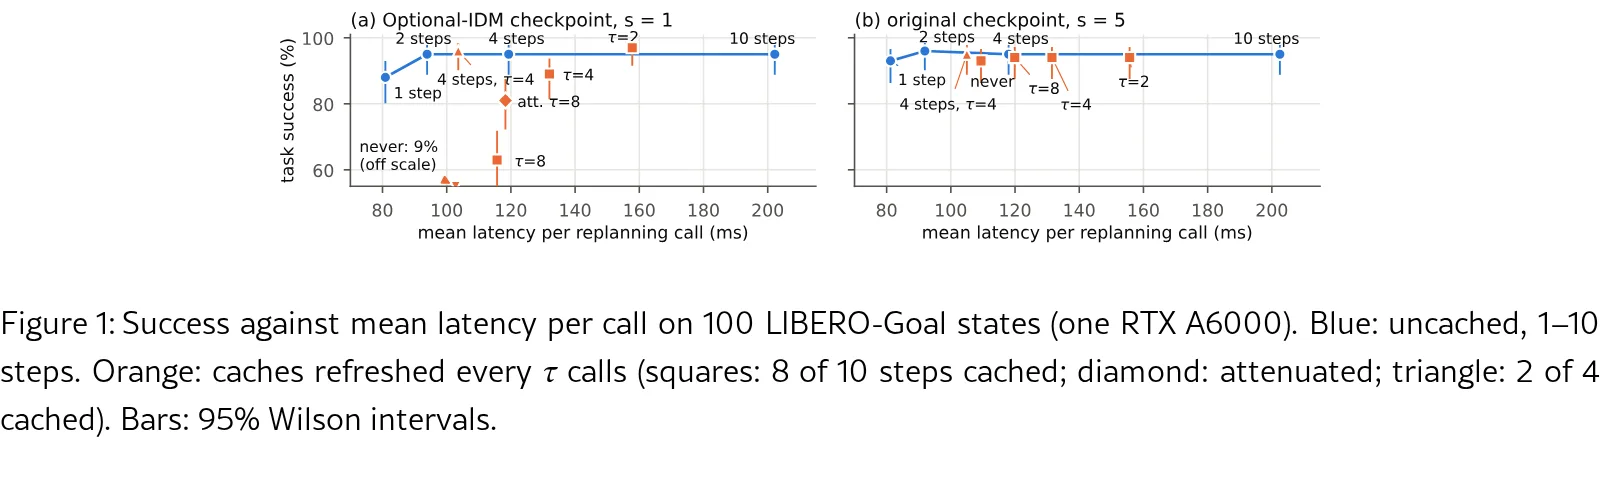 (a) Optional-IDM checkpoint, s = 1
task success (%)
100
80
60
2 steps
4 steps
τ=2
10 steps
4 steps, τ=4
τ=4
1 step
att. τ=8
never: 9%
(off scale)
τ=8
80 100 120 140 160 180 200
mean latency per replanning call (ms)
(b) original checkpoint, s = 5
2 steps
4 steps
10 steps
1 step
never
τ=8
τ=2
4 steps, τ=4
τ=4
80 100 120 140 160 180 200
mean latency per replanning call (ms)
Figure 1: Success against mean latency per call on 100 LIBERO-Goal states (one RTX A6000). Blue: uncached, 1–10
steps. Orange: caches refreshed every τ calls (squares: 8 of 10 steps cached; diamond: attenuated; triangle: 2 of 4
cached). Bars: 95% Wilson intervals.